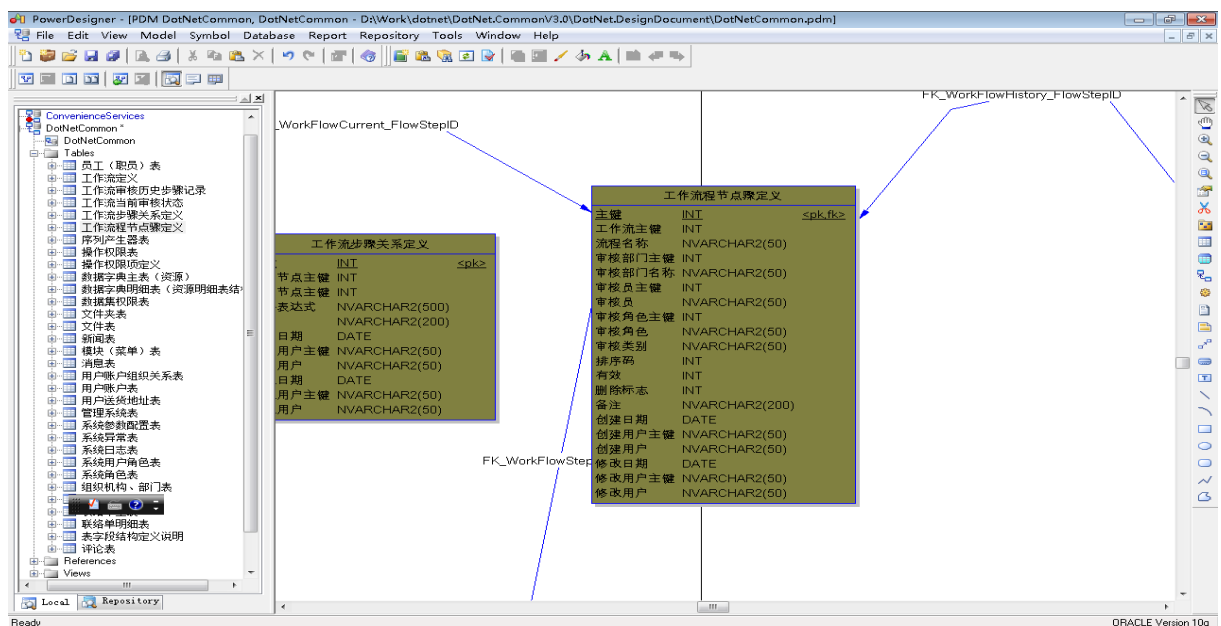 PowerDesigner - [PDM DotNetCommon, DotNetCommon - D:\Work\dotnet\DotNet.CommonV3.0\DotNet.DesignDocument\DotNetCommon.pdm]
File Edit View Model Symbol Database Report Repository Tools Window Help
ConvenienceServices
DotNetCommon *
DotNetCommon
Tables
员工（职员）表
工作流定义
工作流审核历史步骤记录
工作流当前审核状态
工作流步骤关系定义
工作流程节点骤定义
序列产生器表
操作权限表
操作权限项定义
数据字典主表（资源）
数据字典明细表（资源明细表结
数据集权限表
文件夹表
文件表
新闻表
模块（菜单）表
消息表
用户账户组织关系表
用户账户表
用户送货地址表
管理系统表
系统参数配置表
系统异常表
系统日志表
系统用户角色表
系统角色表
组织机构、部门表
联络单明细表
表字段结构定义说明
评论表
References
Views
Local Repository
_WorkFlowCurrent_FlowStepID
FK_WorkFlowHistory_FlowStepID
工作流步骤关系定义
INT <pk>
节点主键 INT
节点主键 INT
表达式 NVARCHAR2(500)
NVARCHAR2(200)
日期 DATE
用户主键 NVARCHAR2(50)
用户 NVARCHAR2(50)
日期 DATE
用户主键 NVARCHAR2(50)
用户 NVARCHAR2(50)
FK_WorkFlowStep
工作流程节点骤定义
主键 INT <pk,fk>
工作流主键 INT
流程名称 NVARCHAR2(50)
审核部门主键 INT
审核部门名称 NVARCHAR2(50)
审核员主键 INT
审核员 NVARCHAR2(50)
审核角色主键 INT
审核角色 NVARCHAR2(50)
审核类别 NVARCHAR2(50)
排序码 INT
有效 INT
删除标志 INT
备注 NVARCHAR2(200)
创建日期 DATE
创建用户主键 NVARCHAR2(50)
创建用户 NVARCHAR2(50)
修改日期 DATE
修改用户主键 NVARCHAR2(50)
修改用户 NVARCHAR2(50)
Ready
ORACLE Version 10g